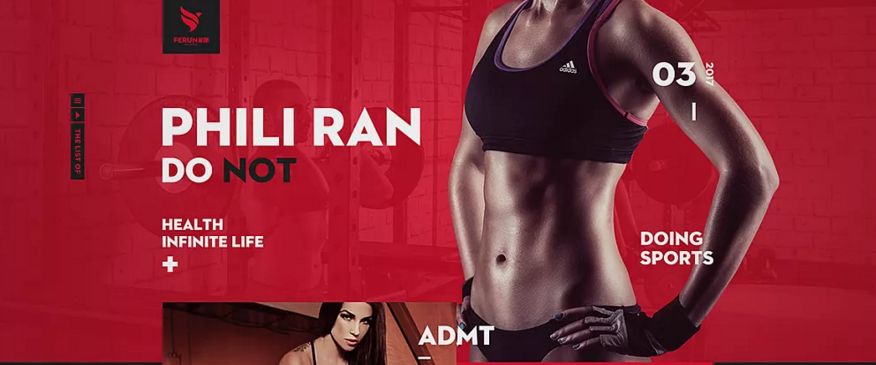 THE LIST OF
PHILI RAN
DO NOT
HEALTH
INFINITE LIFE
+
adidas
03
2017
DOING
SPORTS
ADMT